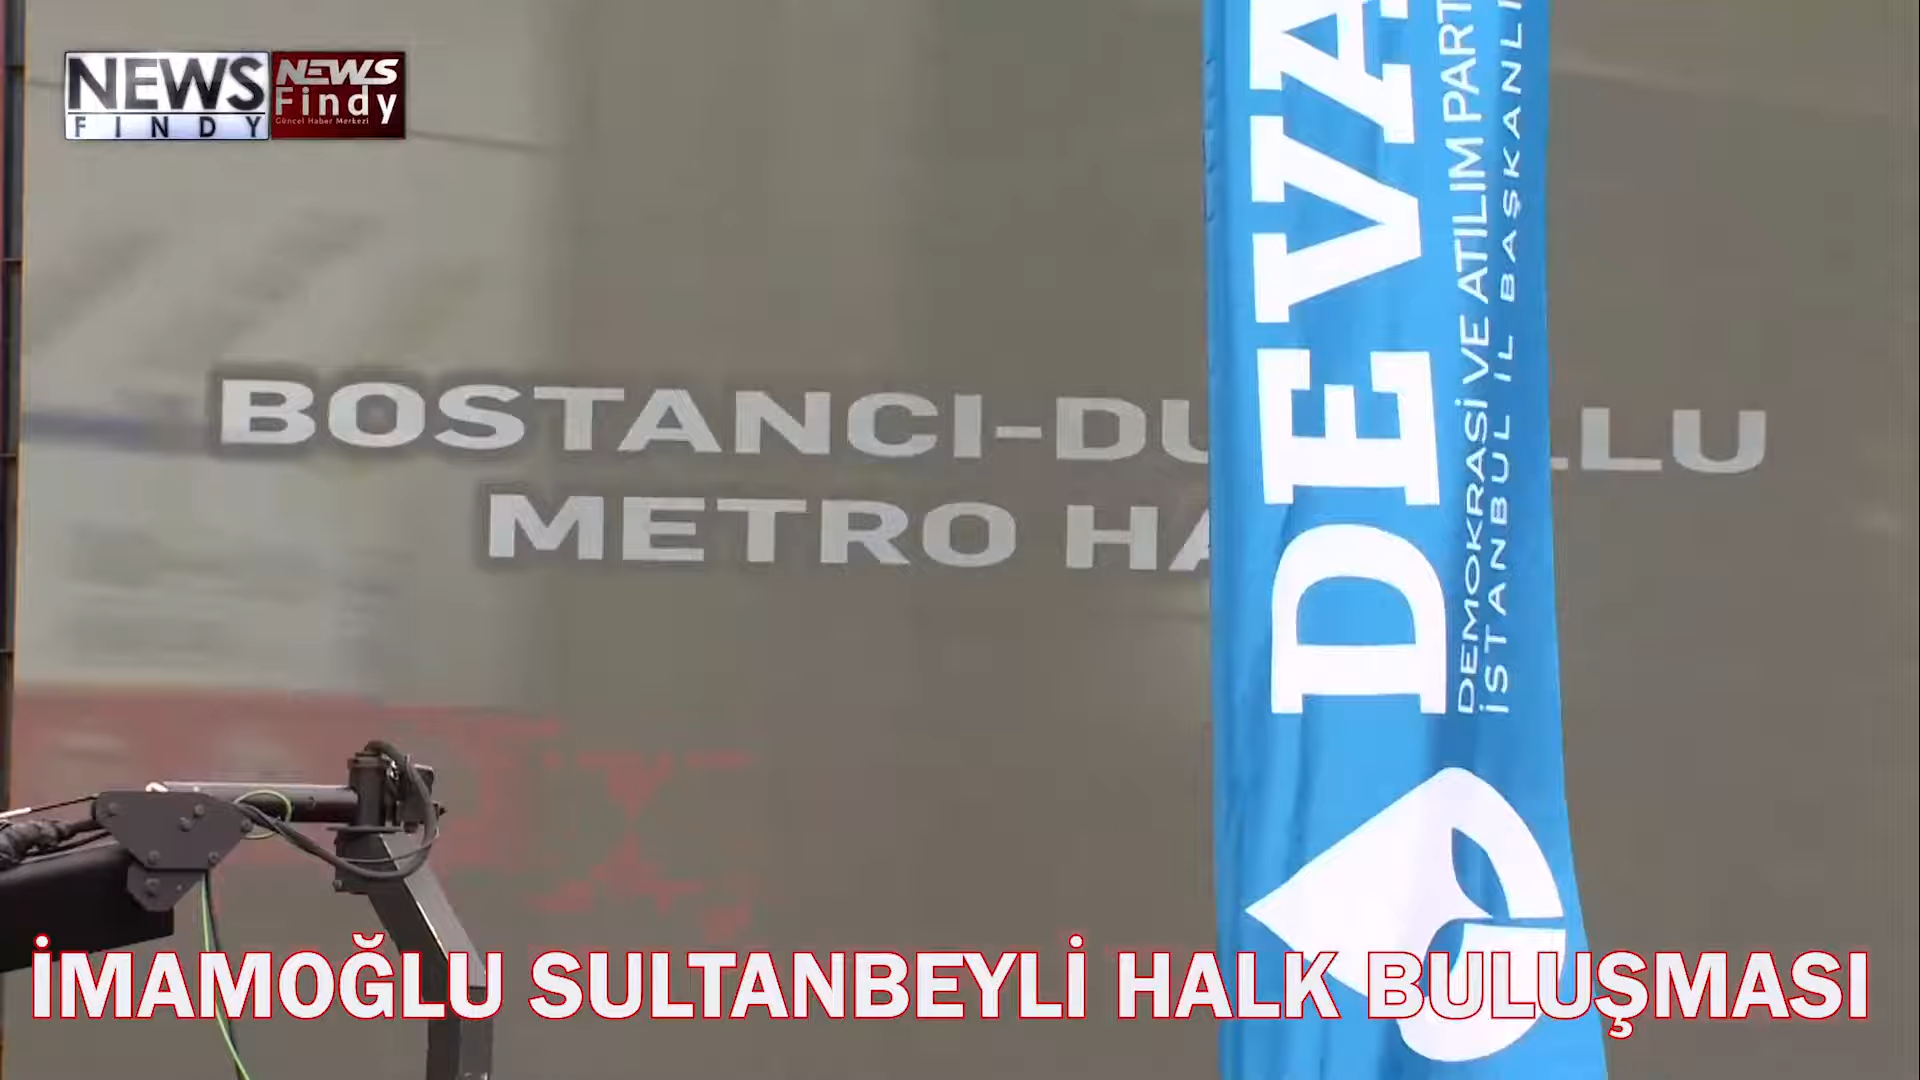 NEWS
FINDY
NEWS
Findy
Güncel Haber Merkezi
BOSTANCI-DU LLU
METRO HA
DEVA
DEMOKRASİ VE ATILIM PART
İSTANBUL İL BAŞKANLI
İMAMOĞLU SULTANBEYLİ HALK BULUŞMASI